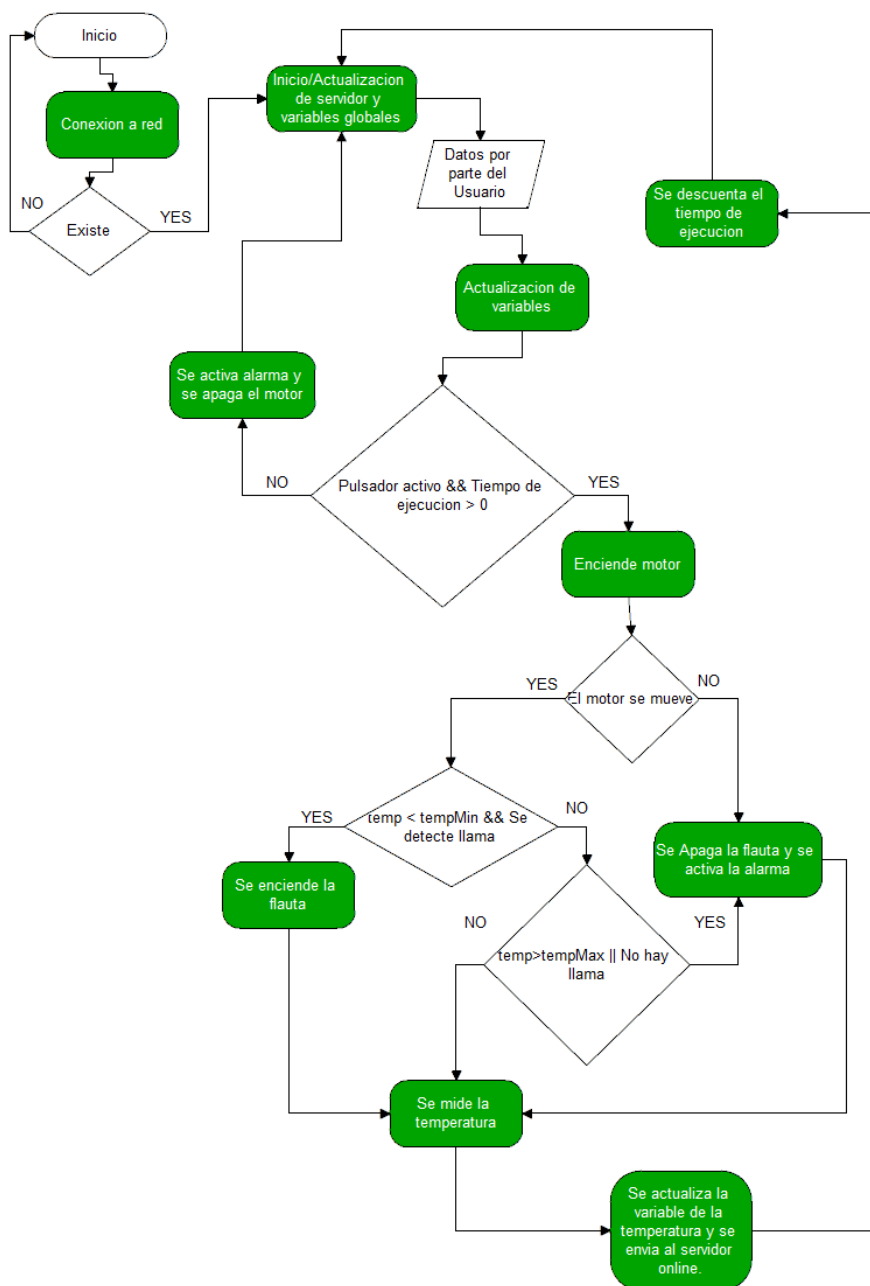 Inicio
Conexion a red
NO
YES
Existe
Inicio/Actualizacion
de servidor y
variables globales
Datos por
parte del
Usuario
Se descuenta el
tiempo de
ejecucion
Actualizacion de
variables
Se activa alarma y
se apaga el motor
NO
Pulsador activo && Tiempo de
ejecucion > 0
YES
Enciende motor
YES
El motor se mueve
NO
YES
temp < tempMin && Se
detecte llama
NO
Se enciende la
flauta
Se Apaga la flauta y se
activa la alarma
NO
temp>tempMax || No hay
llama
YES
Se mide la
temperatura
Se actualiza la
variable de la
temperatura y se
envia al servidor
online.